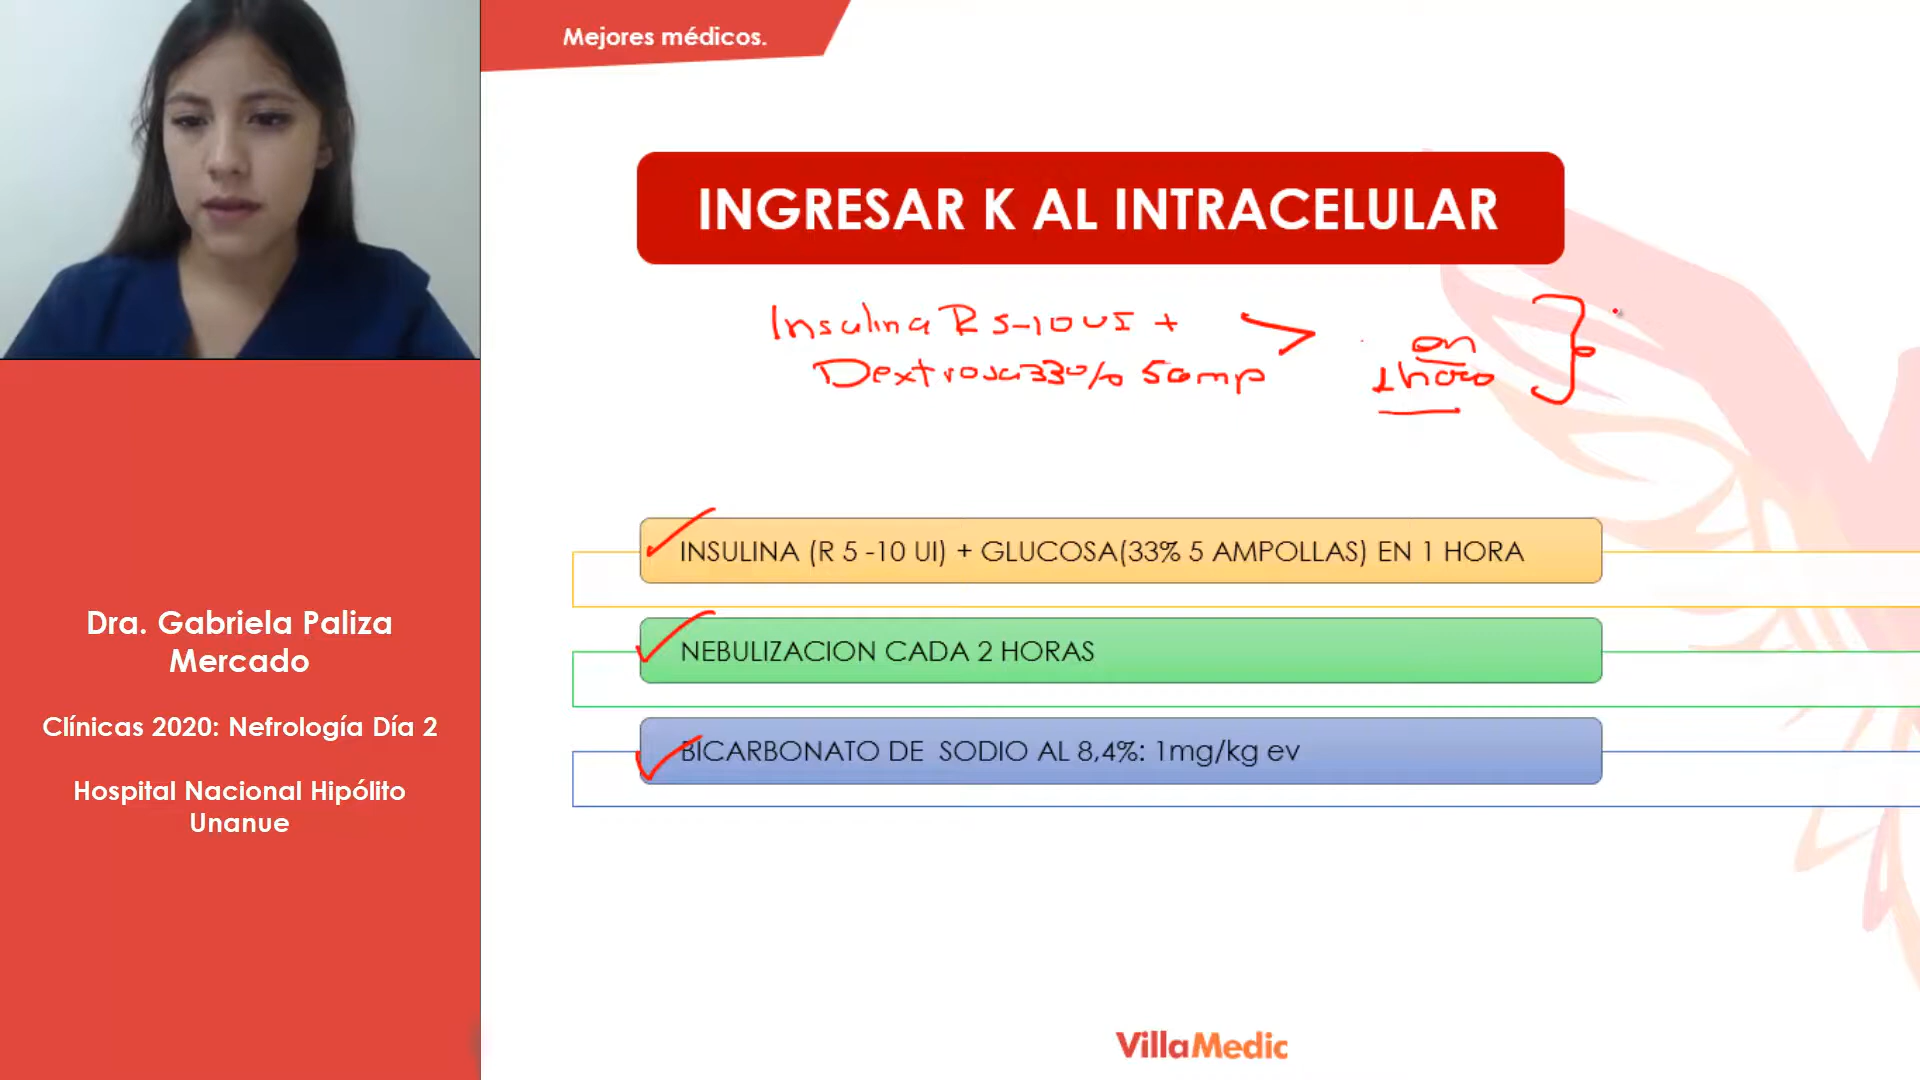 Mejores médicos.
INGRESAR K AL INTRACELULAR
Insulina R 5-10 UI +
Dextrosa 33% 5 amp
en
1 hora
INSULINA (R 5 -10 UI) + GLUCOSA(33% 5 AMPOLLAS) EN 1 HORA
NEBULIZACION CADA 2 HORAS
BICARBONATO DE SODIO AL 8,4%: 1mg/kg ev
Dra. Gabriela Paliza
Mercado
Clínicas 2020: Nefrología Día 2
Hospital Nacional Hipólito
Unanue
VillaMedic